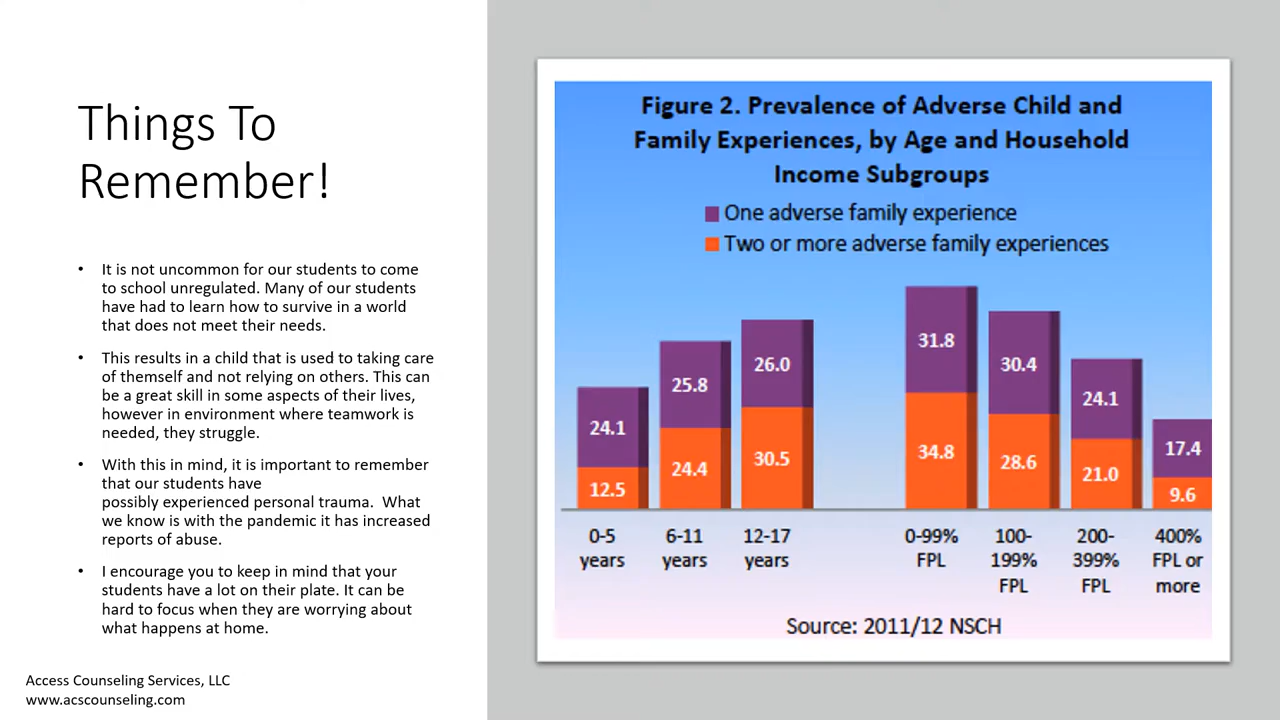 Things To
Remember!
• It is not uncommon for our students to come
to school unregulated. Many of our students
have had to learn how to survive in a world
that does not meet their needs.
• This results in a child that is used to taking care
of themself and not relying on others. This can
be a great skill in some aspects of their lives,
however in environment where teamwork is
needed, they struggle.
• With this in mind, it is important to remember
that our students have
possibly experienced personal trauma.  What
we know is with the pandemic it has increased
reports of abuse.
• I encourage you to keep in mind that your
students have a lot on their plate. It can be
hard to focus when they are worrying about
what happens at home.
Access Counseling Services, LLC
www.acscounseling.com
Figure 2. Prevalence of Adverse Child and
Family Experiences, by Age and Household
Income Subgroups
One adverse family experience
Two or more adverse family experiences
24.1
12.5
25.8
24.4
26.0
30.5
31.8
34.8
30.4
28.6
24.1
21.0
17.4
9.6
0-5
years
6-11
years
12-17
years
0-99%
FPL
100-
199%
FPL
200-
399%
FPL
400%
FPL or
more
Source: 2011/12 NSCH